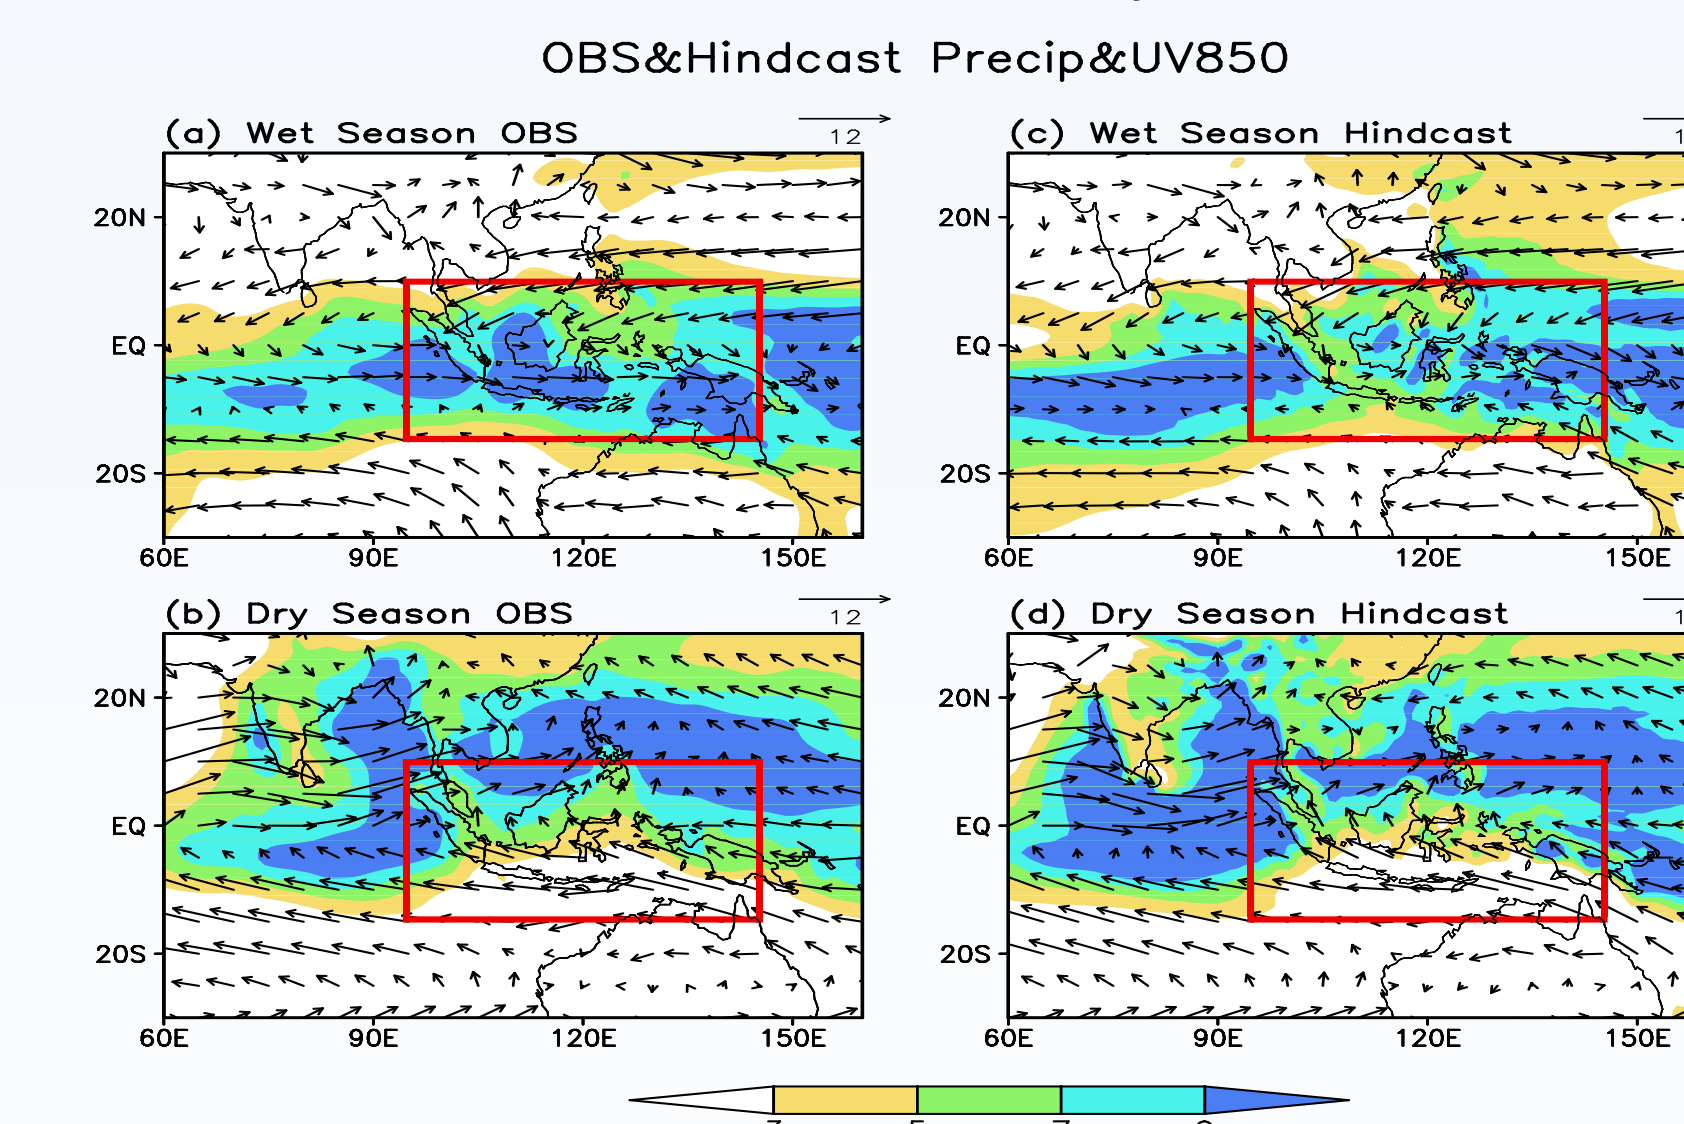 OBS&Hindcast Precip&UV850
(a) Wet Season OBS
12
(c) Wet Season Hindcast
20N
EQ
20S
60E 90E 120E 150E
20N
EQ
20S
60E 90E 120E 150E
(b) Dry Season OBS
12
(d) Dry Season Hindcast
20N
EQ
20S
60E 90E 120E 150E
20N
EQ
20S
60E 90E 120E 150E